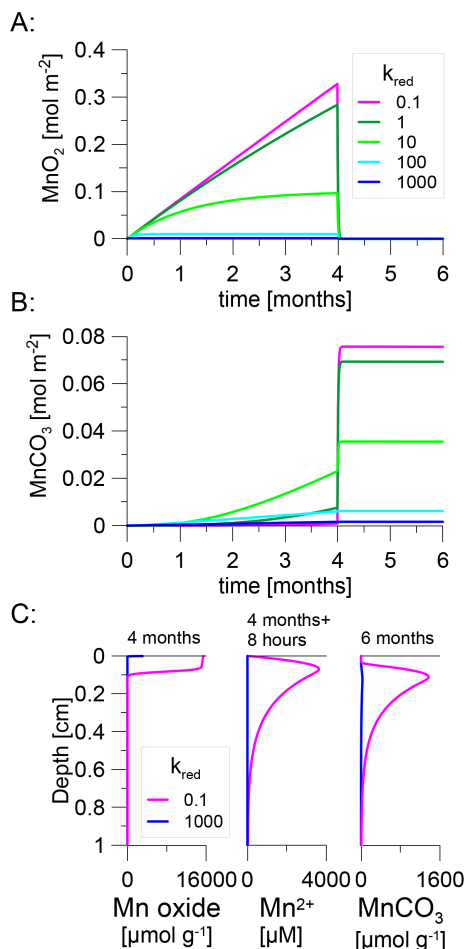 A:
MnO₂ [mol m⁻²]
0.4
0.3
0.2
0.1
0
k_red
0.1
1
10
100
1000
0 1 2 3 4 5 6
time [months]
B:
MnCO₃ [mol m⁻²]
0.08
0.06
0.04
0.02
0
0 1 2 3 4 5 6
time [months]
C:
4 months
4 months+
8 hours
6 months
Depth [cm]
0
0.2
0.4
0.6
0.8
1
k_red
0.1
1000
0 16000 0 4000 0 1600
Mn oxide Mn²⁺ MnCO₃
[µmol g⁻¹] [µM] [µmol g⁻¹]